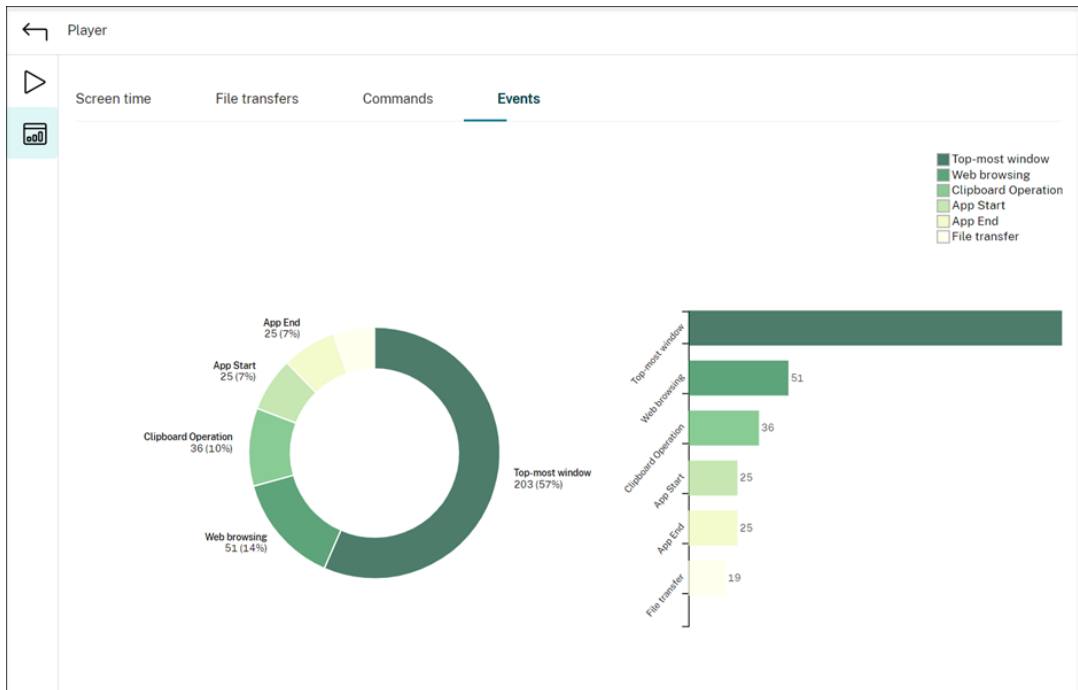 Player
Screen time
File transfers
Commands
Events
Top-most window
Web browsing
Clipboard Operation
App Start
App End
File transfer
App End
25 (7%)
App Start
25 (7%)
Clipboard Operation
36 (10%)
Web browsing
51 (14%)
Top-most window
203 (57%)
Top-most window
Web browsing
51
Clipboard Operation
36
App Start
25
App End
25
File transfer
19